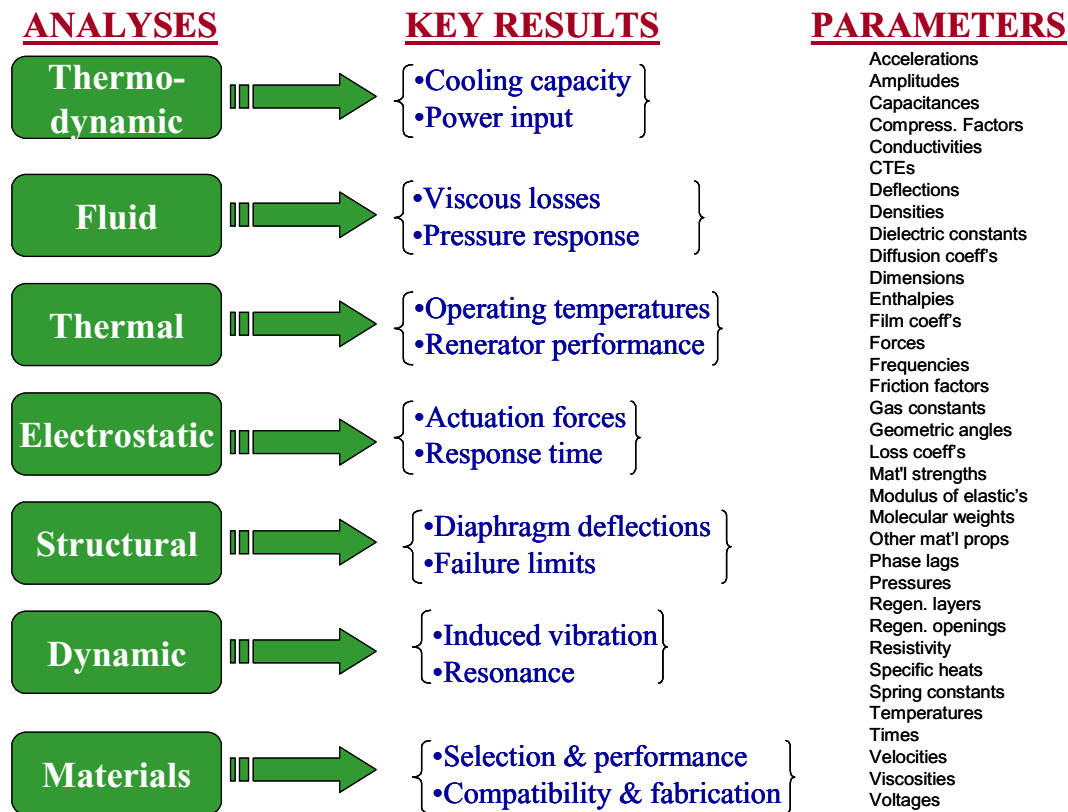 ANALYSES
KEY RESULTS
PARAMETERS
Thermo-
dynamic
•Cooling capacity
•Power input
Fluid
•Viscous losses
•Pressure response
Thermal
•Operating temperatures
•Renerator performance
Electrostatic
•Actuation forces
•Response time
Structural
•Diaphragm deflections
•Failure limits
Dynamic
•Induced vibration
•Resonance
Materials
•Selection & performance
•Compatibility & fabrication
Accelerations
Amplitudes
Capacitances
Compress. Factors
Conductivities
CTEs
Deflections
Densities
Dielectric constants
Diffusion coeff’s
Dimensions
Enthalpies
Film coeff’s
Forces
Frequencies
Friction factors
Gas constants
Geometric angles
Loss coeff’s
Mat'l strengths
Modulus of elastic’s
Molecular weights
Other mat’l props
Phase lags
Pressures
Regen. layers
Regen. openings
Resistivity
Specific heats
Spring constants
Temperatures
Times
Velocities
Viscosities
Voltages